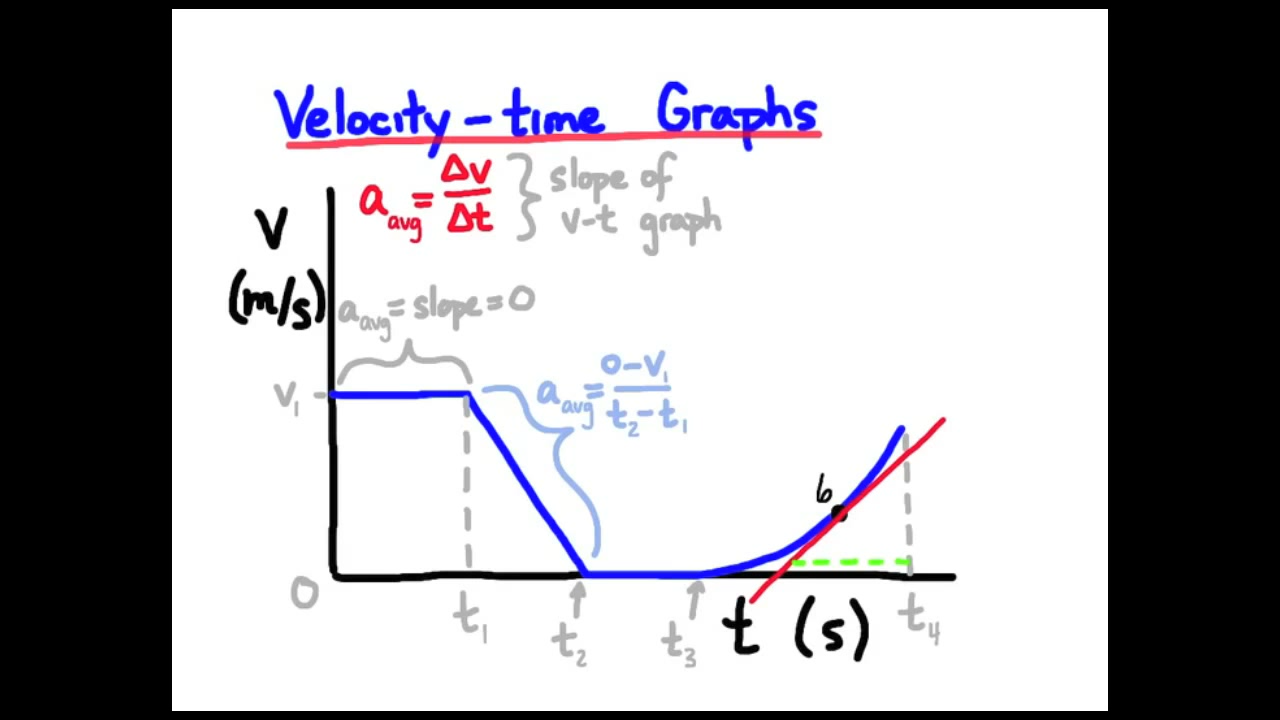 Velocity-time Graphs
a_avg = Δv/Δt } slope of v-t graph
v
(m/s)
a_avg = slope = 0
v₁
a_avg = 0-v₁/t₂-t₁
b
0
t₁
t₂
t₃
t (s)
t₄